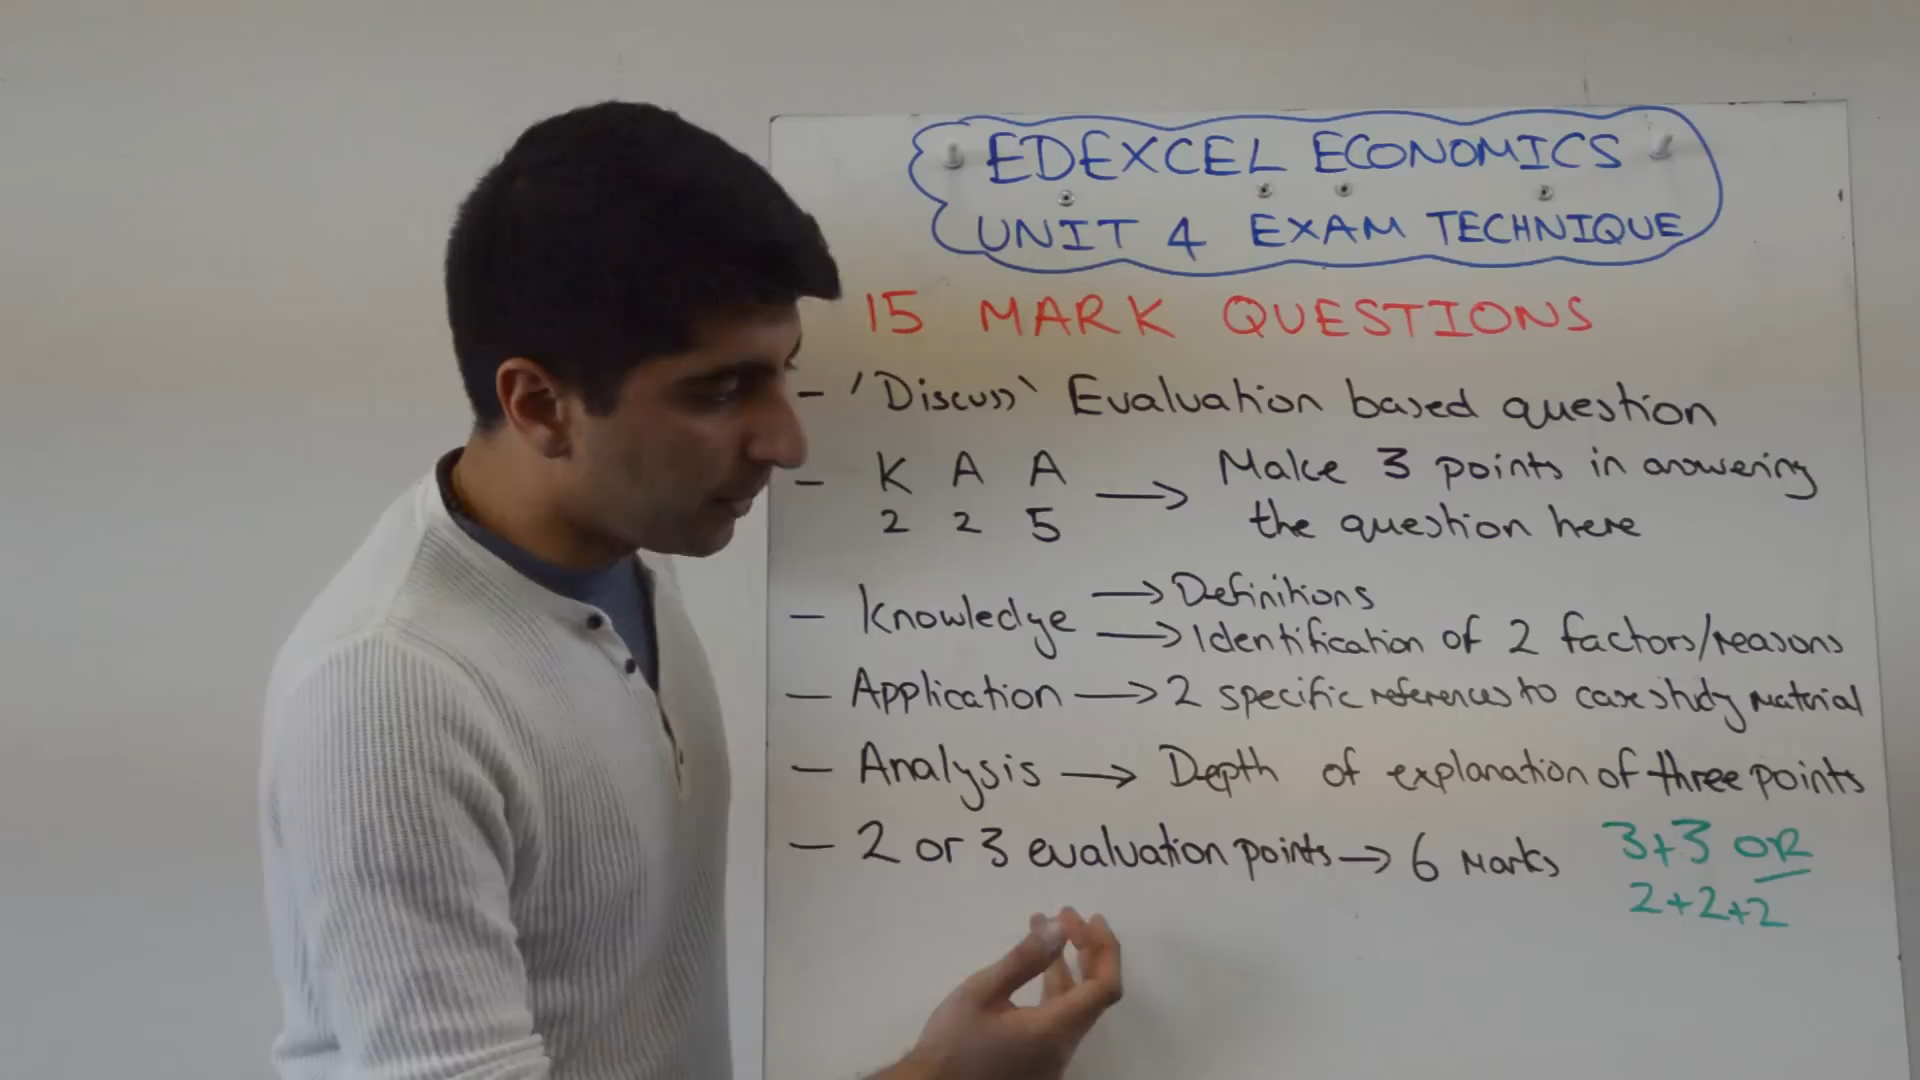 EDEXCEL ECONOMICS
UNIT 4 EXAM TECHNIQUE
15 MARK QUESTIONS
- 'Discuss' Evaluation based question
- K A A → Make 3 points in answering
2 2 5 the question here
- Knowledge → Definitions
→ Identification of 2 factors/reasons
- Application → 2 specific references to case study material
- Analysis → Depth of explanation of three points
- 2 or 3 evaluation points → 6 Marks 3+3 OR
2+2+2